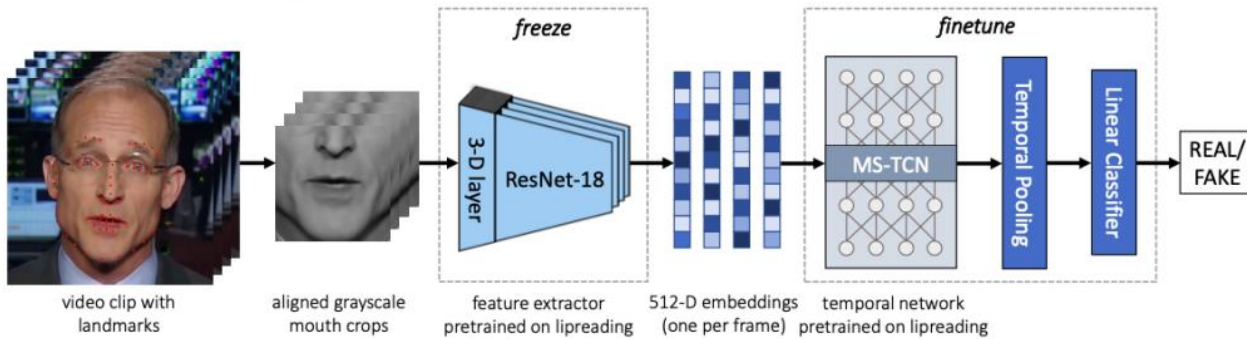 freeze
finetune
3-D layer
ResNet-18
MS-TCN
Temporal Pooling
Linear Classifier
REAL/
FAKE
video clip with
landmarks
aligned grayscale
mouth crops
feature extractor
pretrained on lipreading
512-D embeddings
(one per frame)
temporal network
pretrained on lipreading